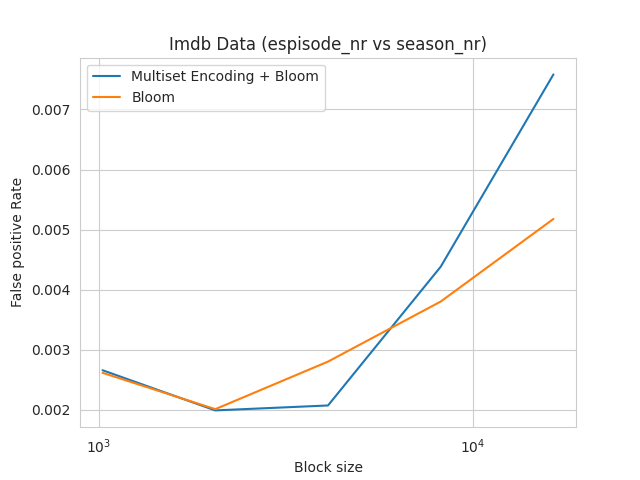 Imdb Data (espisode_nr vs season_nr)
Multiset Encoding + Bloom
Bloom
False positive Rate
0.007
0.006
0.005
0.004
0.003
0.002
10³
10⁴
Block size